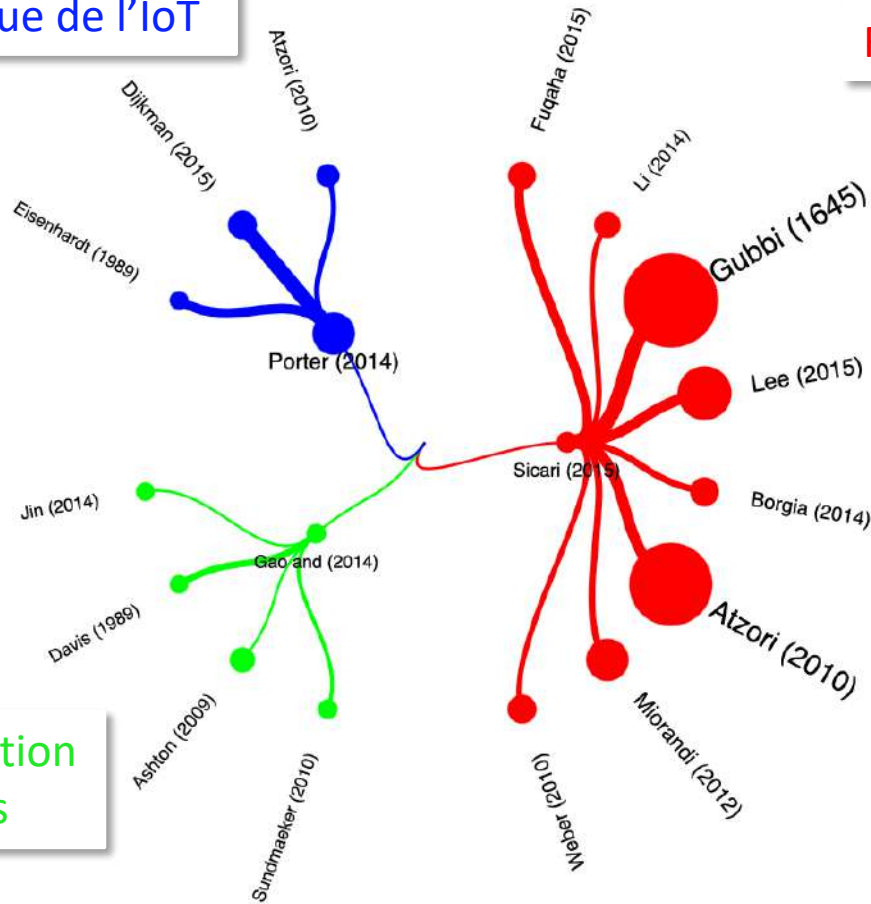 ue de l'IoT
Atzori (2010)
Fuqaha (2015)
Dijkman (2015)
Li (2014)
Eisenhardt (1989)
Gubbi (1645)
Porter (2014)
Lee (2015)
Sicari (2015)
Jin (2014)
Borgia (2014)
Gao and (2014)
Davis (1989)
Atzori (2010)
Ashton (2009)
Miorandi (2012)
tion
s
Sundmaeker (2010)
Weber (2010)